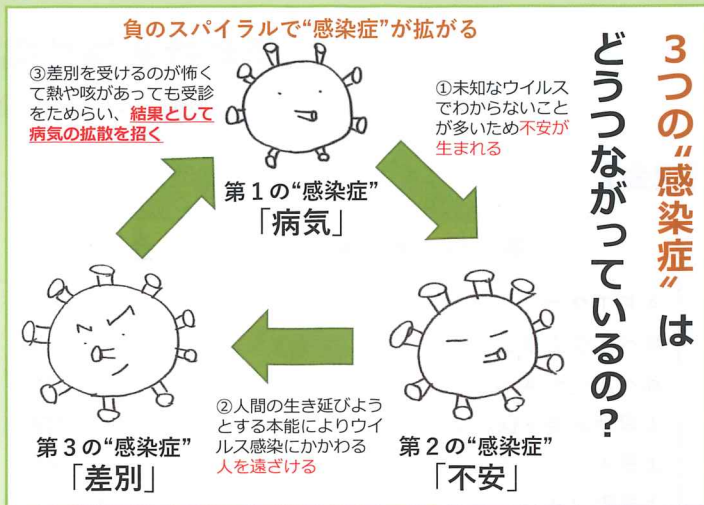 3つの“感染症”は
どうつながっているの?
負のスパイラルで“感染症”が拡がる
第1の“感染症”
「病気」
①未知なウイルス
でわからないこと
が多いため不安が
生まれる
第2の“感染症”
「不安」
②人間の生き延びよう
とする本能によりウイ
ルス感染にかかわる
人を遠ざける
第3の“感染症”
「差別」
③差別を受けるのが怖く
て熱や咳があっても受診
をためらい、結果として
病気の拡散を招く